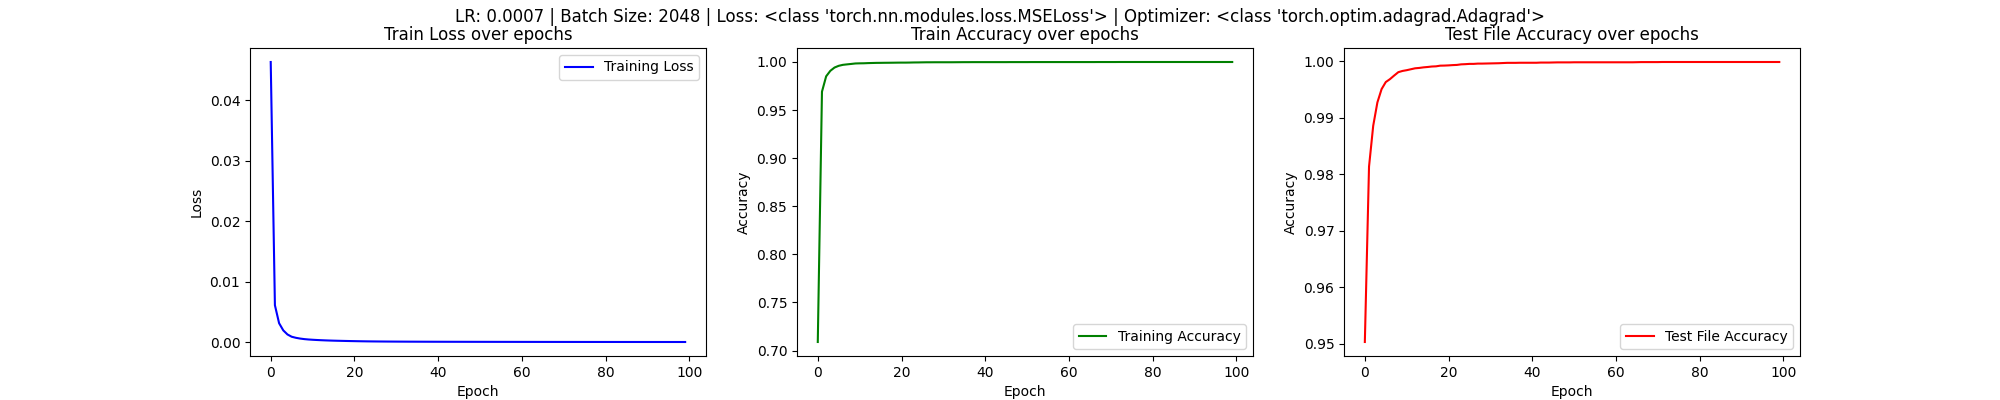 LR: 0.0007 | Batch Size: 2048 | Loss: <class 'torch.nn.modules.loss.MSELoss'> | Optimizer: <class 'torch.optim.adagrad.Adagrad'>
Train Loss over epochs
Training Loss
0.04
0.03
0.02
0.01
0.00
Loss
0 20 40 60 80 100
Epoch
Train Accuracy over epochs
1.00
0.95
0.90
0.85
0.80
0.75
0.70
Accuracy
Training Accuracy
0 20 40 60 80 100
Epoch
Test File Accuracy over epochs
1.00
0.99
0.98
0.97
0.96
0.95
Accuracy
Test File Accuracy
0 20 40 60 80 100
Epoch